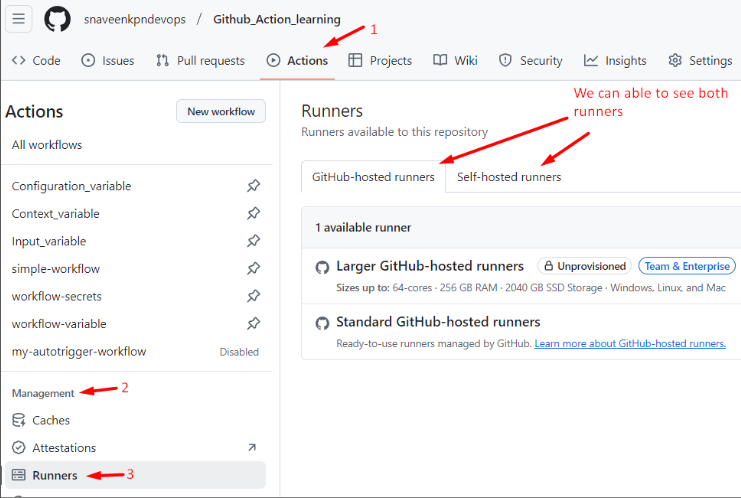 snaveenkpndevops / Github_Action_learning
1
Code Issues Pull requests Actions Projects Wiki Security Insights Settings
Actions
New workflow
All workflows
Configuration_variable
Context_variable
Input_variable
simple-workflow
workflow-secrets
workflow-variable
my-autotrigger-workflow Disabled
Management
2
Caches
Attestations
Runners
3
Runners
Runners available to this repository
We can able to see both
runners
GitHub-hosted runners Self-hosted runners
1 available runner
Larger GitHub-hosted runners Unprovisioned Team & Enterprise
Sizes up to: 64-cores · 256 GB RAM · 2040 GB SSD Storage · Windows, Linux, and Mac
Standard GitHub-hosted runners
Ready-to-use runners managed by GitHub. Learn more about GitHub-hosted runners.